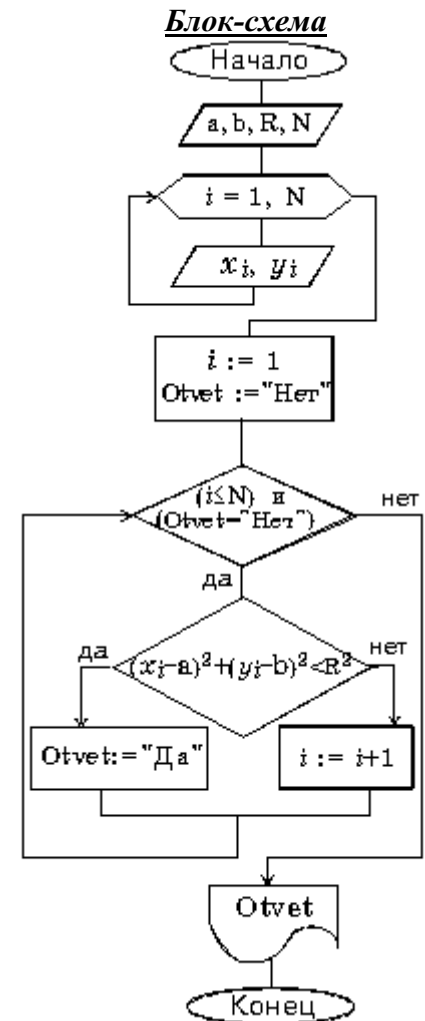 Блок-схема
Начало
a, b, R, N
i = 1, N
xi, yi
i := 1
Otvet :="Нет"
(i≤N) и
(Otvet="Нет")
нет
да
да
(xi-a)²+(yi-b)²<R²
нет
Otvet:="Да"
i := i+1
Otvet
Конец